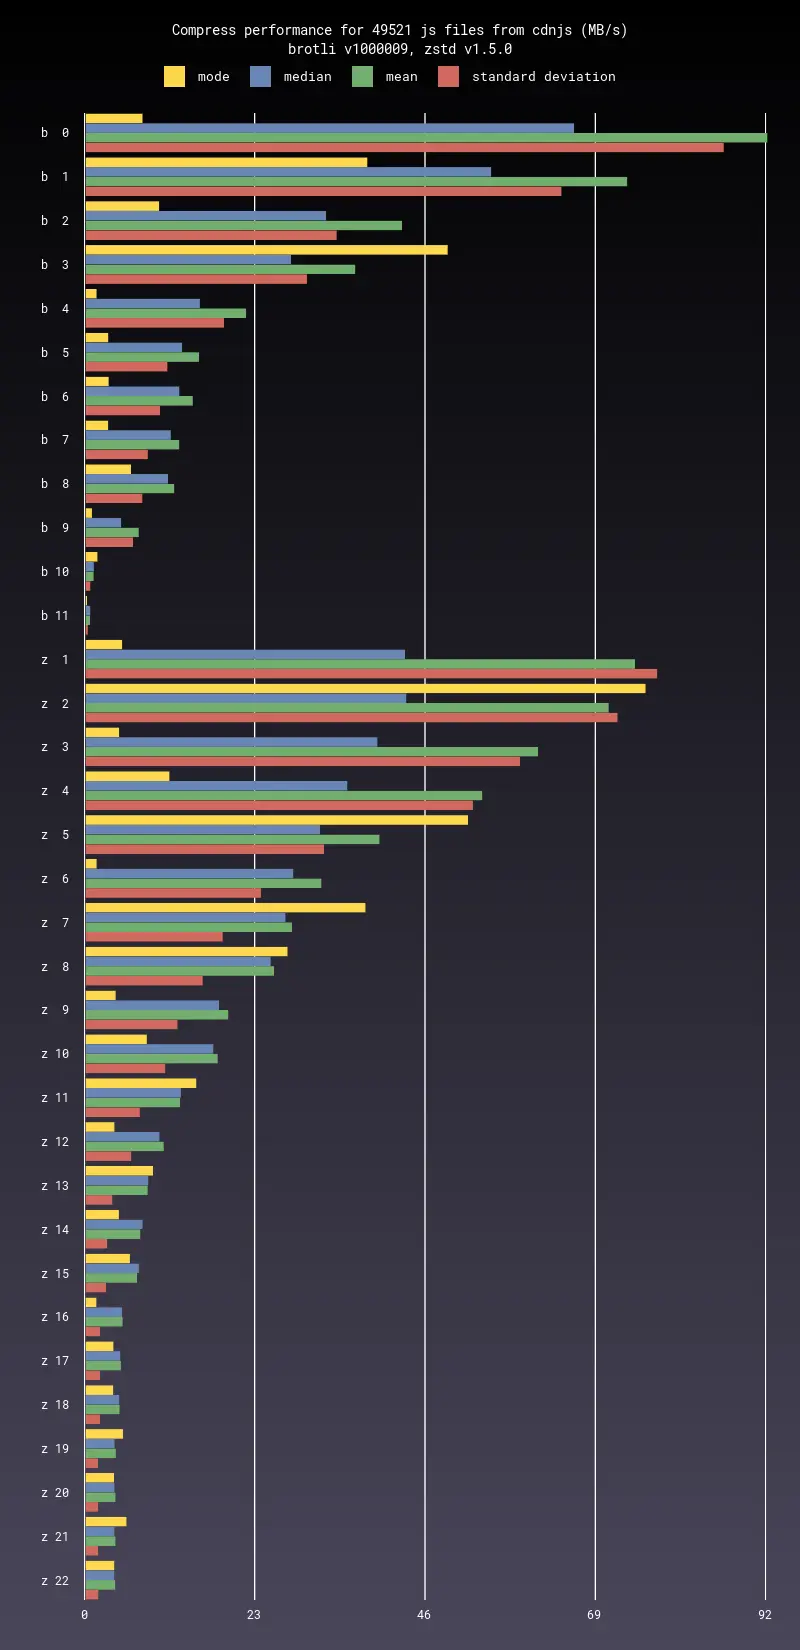 Compress performance for 49521 js files from cdnjs (MB/s)
brotli v1000009, zstd v1.5.0
mode median mean standard deviation
b 0
b 1
b 2
b 3
b 4
b 5
b 6
b 7
b 8
b 9
b 10
b 11
z 1
z 2
z 3
z 4
z 5
z 6
z 7
z 8
z 9
z 10
z 11
z 12
z 13
z 14
z 15
z 16
z 17
z 18
z 19
z 20
z 21
z 22
0 23 46 69 92